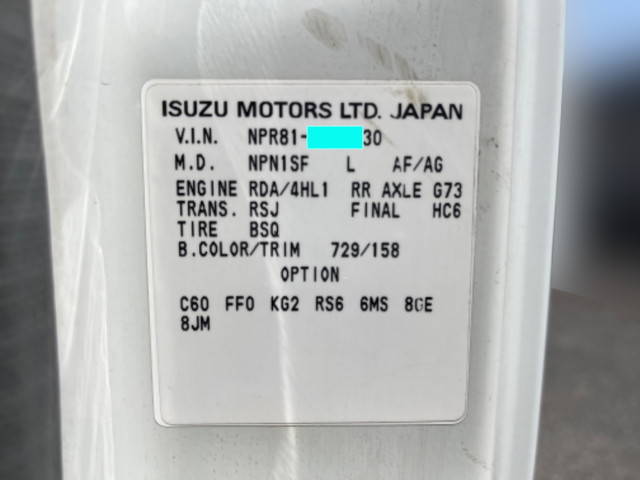 ISUZU MOTORS LTD. JAPAN
V.I.N. NPR81- 30
M.D. NPN1SF L AF/AG
ENGINE RDA/4HL1 RR AXLE G73
TRANS. RSJ FINAL HC6
TIRE BSQ
B.COLOR/TRIM 729/158
OPTION
C60 FF0 KG2 RS6 6MS 8GE
8JM